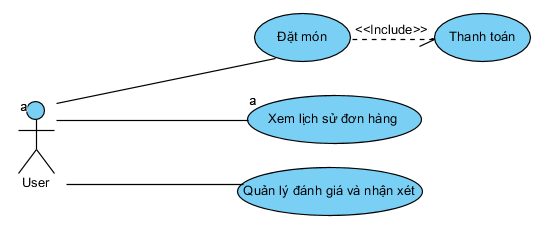 Đặt món
<<Include>>
Thanh toán
a
a
Xem lịch sử đơn hàng
User
Quản lý đánh giá và nhận xét